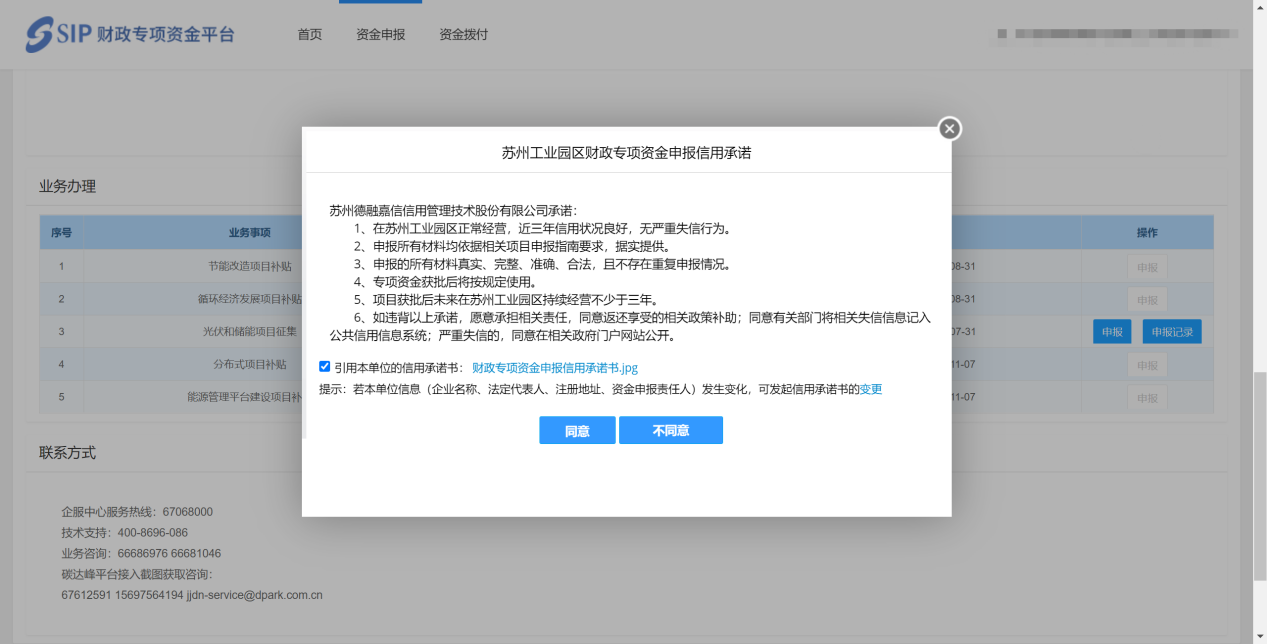 SIP 财政专项资金平台
首页 资金申报 资金拨付
苏州工业园区财政专项资金申报信用承诺
苏州德融嘉信信用管理技术股份有限公司承诺：
1、在苏州工业园区正常经营，近三年信用状况良好，无严重失信行为。
2、申报所有材料均依据相关项目申报指南要求，据实提供。
3、申报的所有材料真实、完整、准确、合法，且不存在重复申报情况。
4、专项资金获批后将按规定使用。
5、项目获批后未来在苏州工业园区持续经营不少于三年。
6、如违背以上承诺，愿意承担相关责任，同意返还享受的相关政策补助；同意有关部门将相关失信信息记入
公共信用信息系统；严重失信的，同意在相关政府门户网站公开。
引用本单位的信用承诺书： 财政专项资金申报信用承诺书.jpg
提示：若本单位信息（企业名称、法定代表人、注册地址、资金申报责任人）发生变化，可发起信用承诺书的变更
同意 不同意
业务办理
序号 业务事项 操作
1 节能改造项目补贴 08-31 申报
2 循环经济发展项目补贴 08-31 申报
3 光伏和储能项目征集 07-31 申报 申报记录
4 分布式项目补贴 11-07 申报
5 能源管理平台建设项目补 11-07 申报
联系方式
企服中心服务热线：67068000
技术支持：400-8696-086
业务咨询：66686976 66681046
碳达峰平台接入截图获取咨询：
67612591 15697564194 jjdn-service@dpark.com.cn